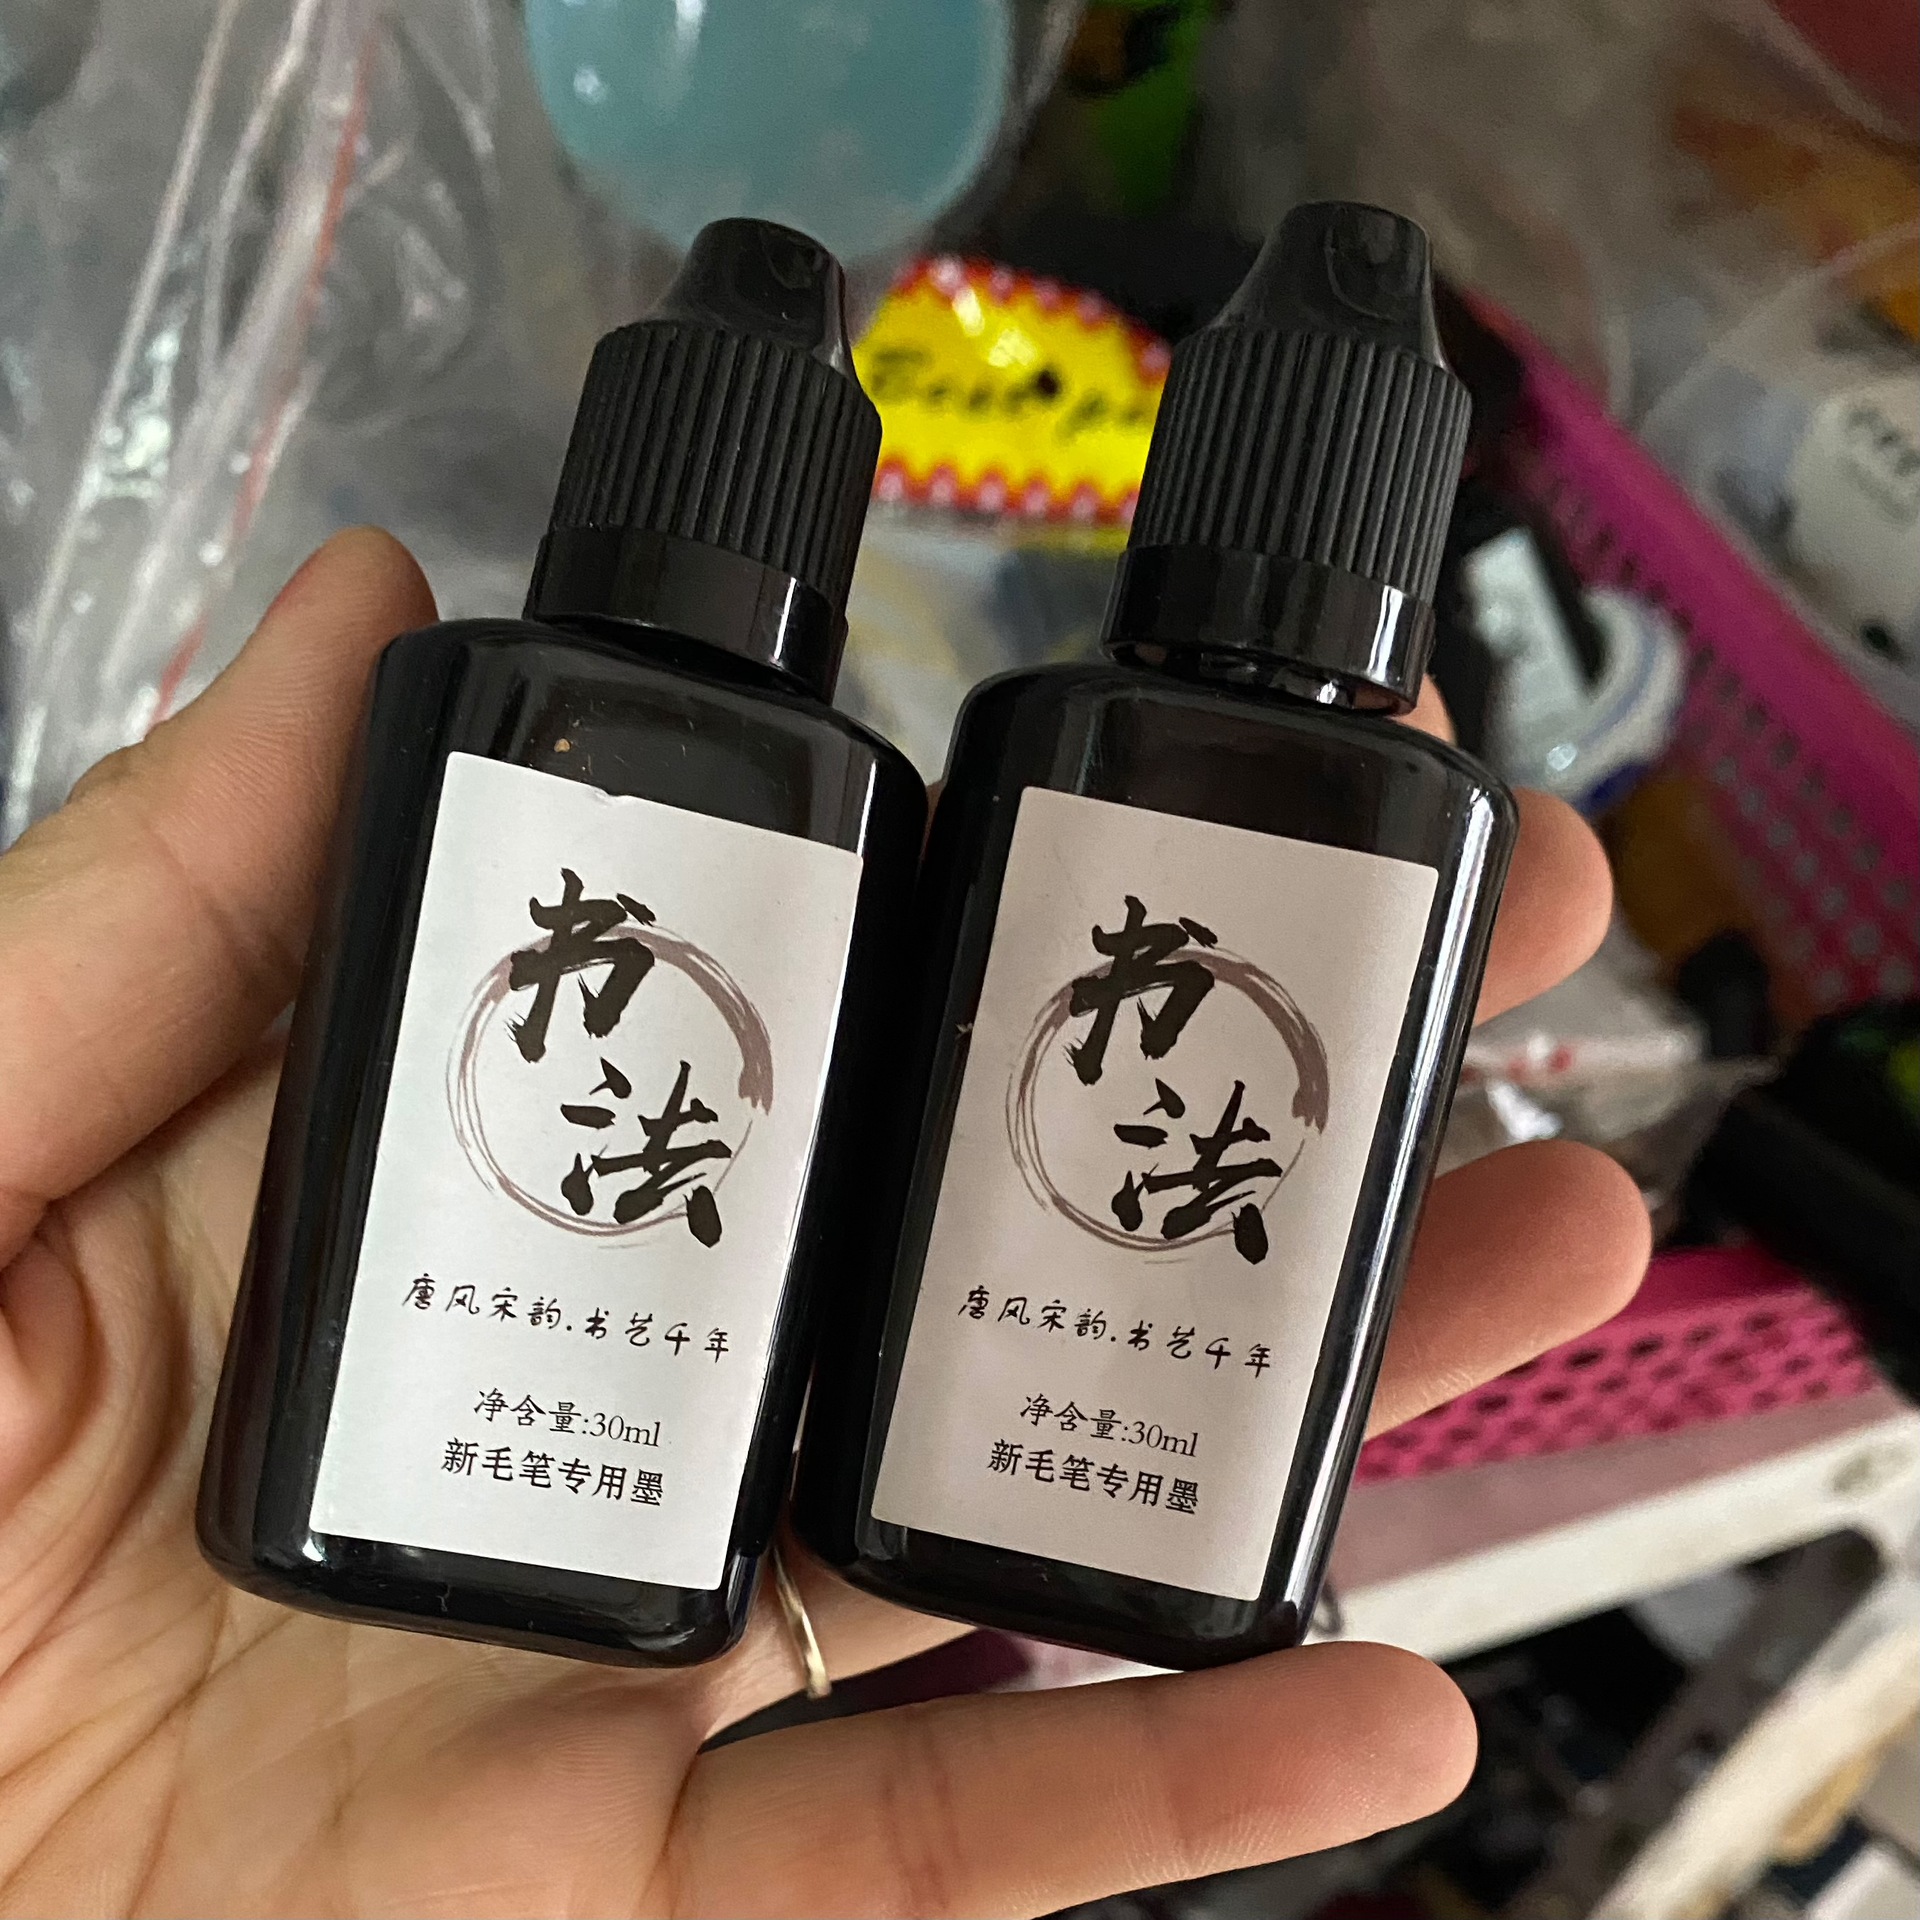 书
法
唐风宋韵.书艺千年
净含量:30ml
新毛笔专用墨
书
法
唐风宋韵.书艺千年
净含量:30ml
新毛笔专用墨